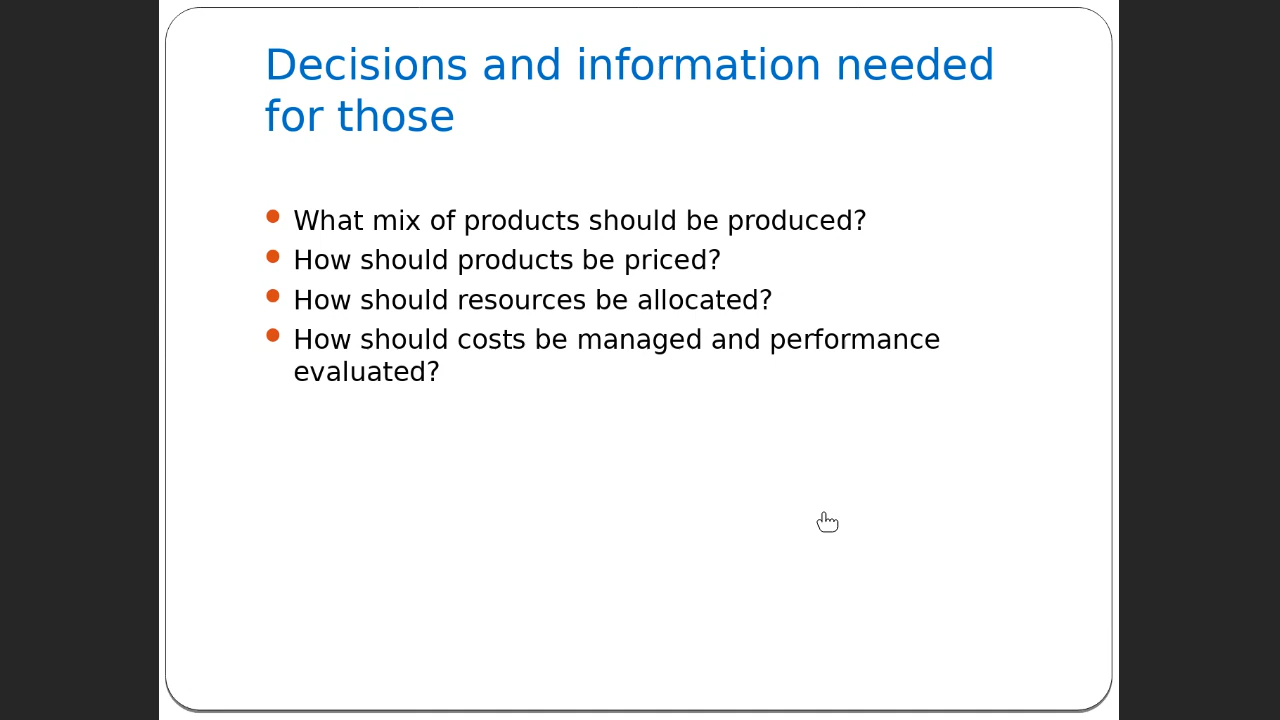 Decisions and information needed
for those
What mix of products should be produced?
How should products be priced?
How should resources be allocated?
How should costs be managed and performance
evaluated?